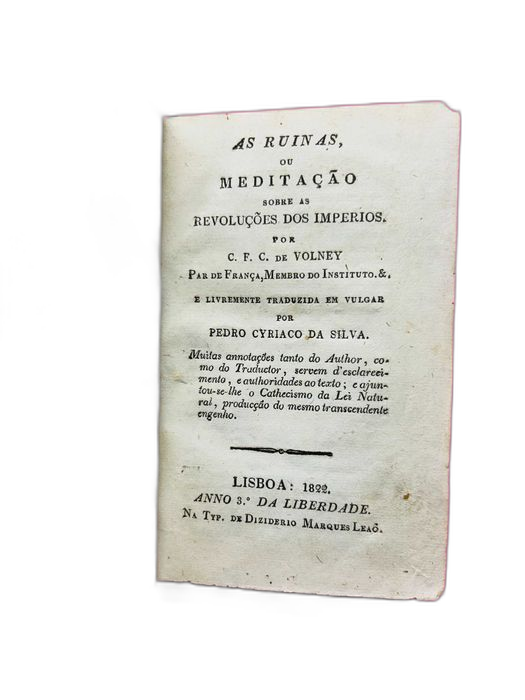 AS RUINAS,
OU
MEDITAÇÃO
SOBRE AS
REVOLUÇÕES DOS IMPERIOS.
POR
C. F. C. DE VOLNEY
PAR DE FRANÇA, MEMBRO DO INSTITUTO. &.
E LIVREMENTE TRADUZIDA EM VULGAR
POR
PEDRO CYRIACO DA SILVA.
Muitas annotações tanto do Author, co-
mo do Traductor, servem d'esclareci-
mento, e authoridades ao texto; e ajun-
tou-se-lhe o Cathecismo da Lei Natu-
ral, producção do mesmo transcendente
engenho.
LISBOA: 1822.
ANNO 3.º DA LIBERDADE.
NA TYP. DE DIZIDERIO MARQUES LEAÕ.